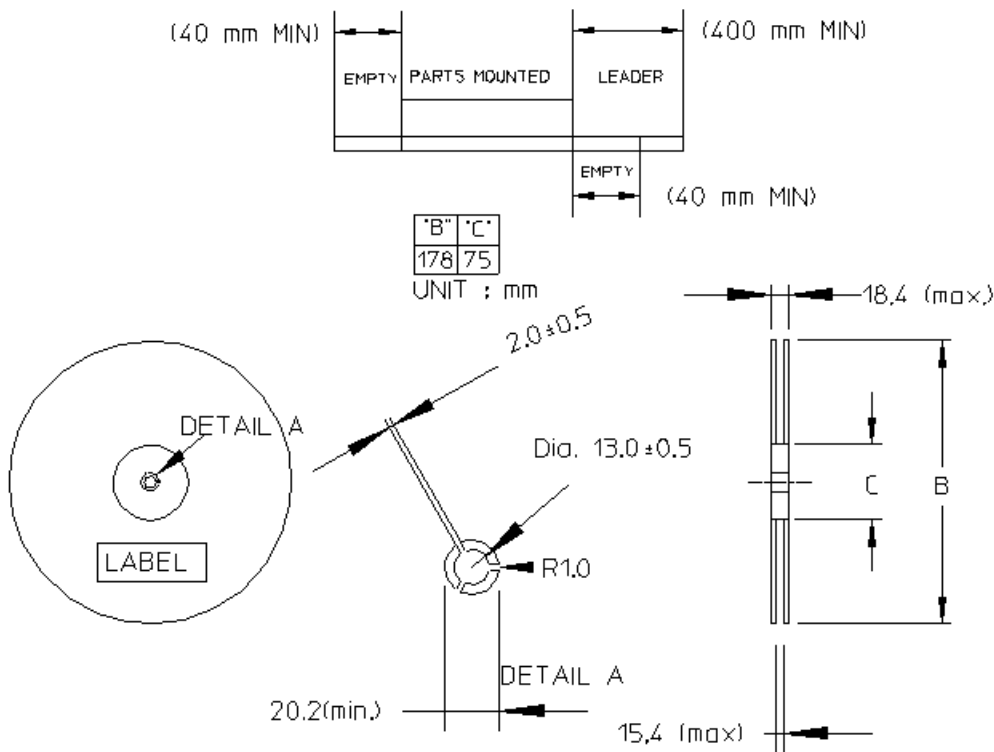 (40 mm MIN) (400 mm MIN)
EMPTY PARTS MOUNTED LEADER
EMPTY
(40 mm MIN)
"B" "C"
178 75
UNIT ; mm
18,4 (max,)
2.0±0.5
DETAIL A
Dia. 13.0±0.5
C B
LABEL
R1.0
DETAIL A
20.2(min.)
15,4 (max)